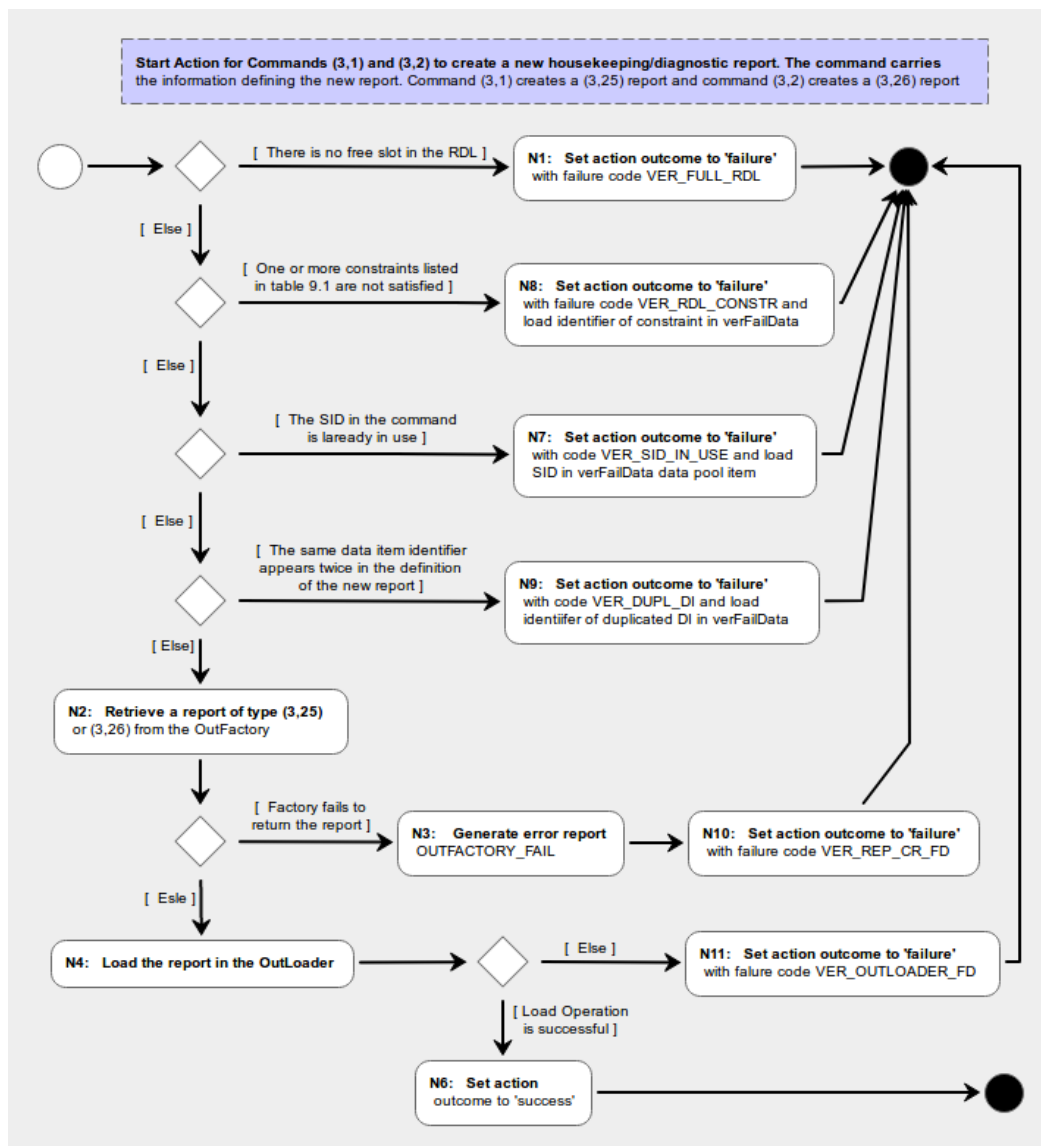 Start Action for Commands (3,1) and (3,2) to create a new housekeeping/diagnostic report. The command carries
the information defining the new report. Command (3,1) creates a (3,25) report and command (3,2) creates a (3,26) report
[ There is no free slot in the RDL ]
N1: Set action outcome to 'failure'
with failure code VER_FULL_RDL
[ Else ]
[ One or more constraints listed
in table 9.1 are not satisfied ]
N8: Set action outcome to 'failure'
with failure code VER_RDL_CONSTR and
load identifier of constraint in verFailData
[ Else ]
[ The SID in the command
is laready in use ]
N7: Set action outcome to 'failure'
with code VER_SID_IN_USE and load
SID in verFailData data pool item
[ Else ]
[ The same data item identifier
appears twice in the definition
of the new report ]
N9: Set action outcome to 'failure'
with code VER_DUPL_DI and load
identiifer of duplicated DI in verFailData
[ Else]
N2: Retrieve a report of type (3,25)
or (3,26) from the OutFactory
[ Factory fails to
return the report ]
N3: Generate error report
OUTFACTORY_FAIL
N10: Set action outcome to 'failure'
with failure code VER_REP_CR_FD
[ Esle ]
N4: Load the report in the OutLoader
[ Else ]
N11: Set action outcome to 'failure'
with falure code VER_OUTLOADER_FD
[ Load Operation
is successful ]
N6: Set action
outcome to 'success'